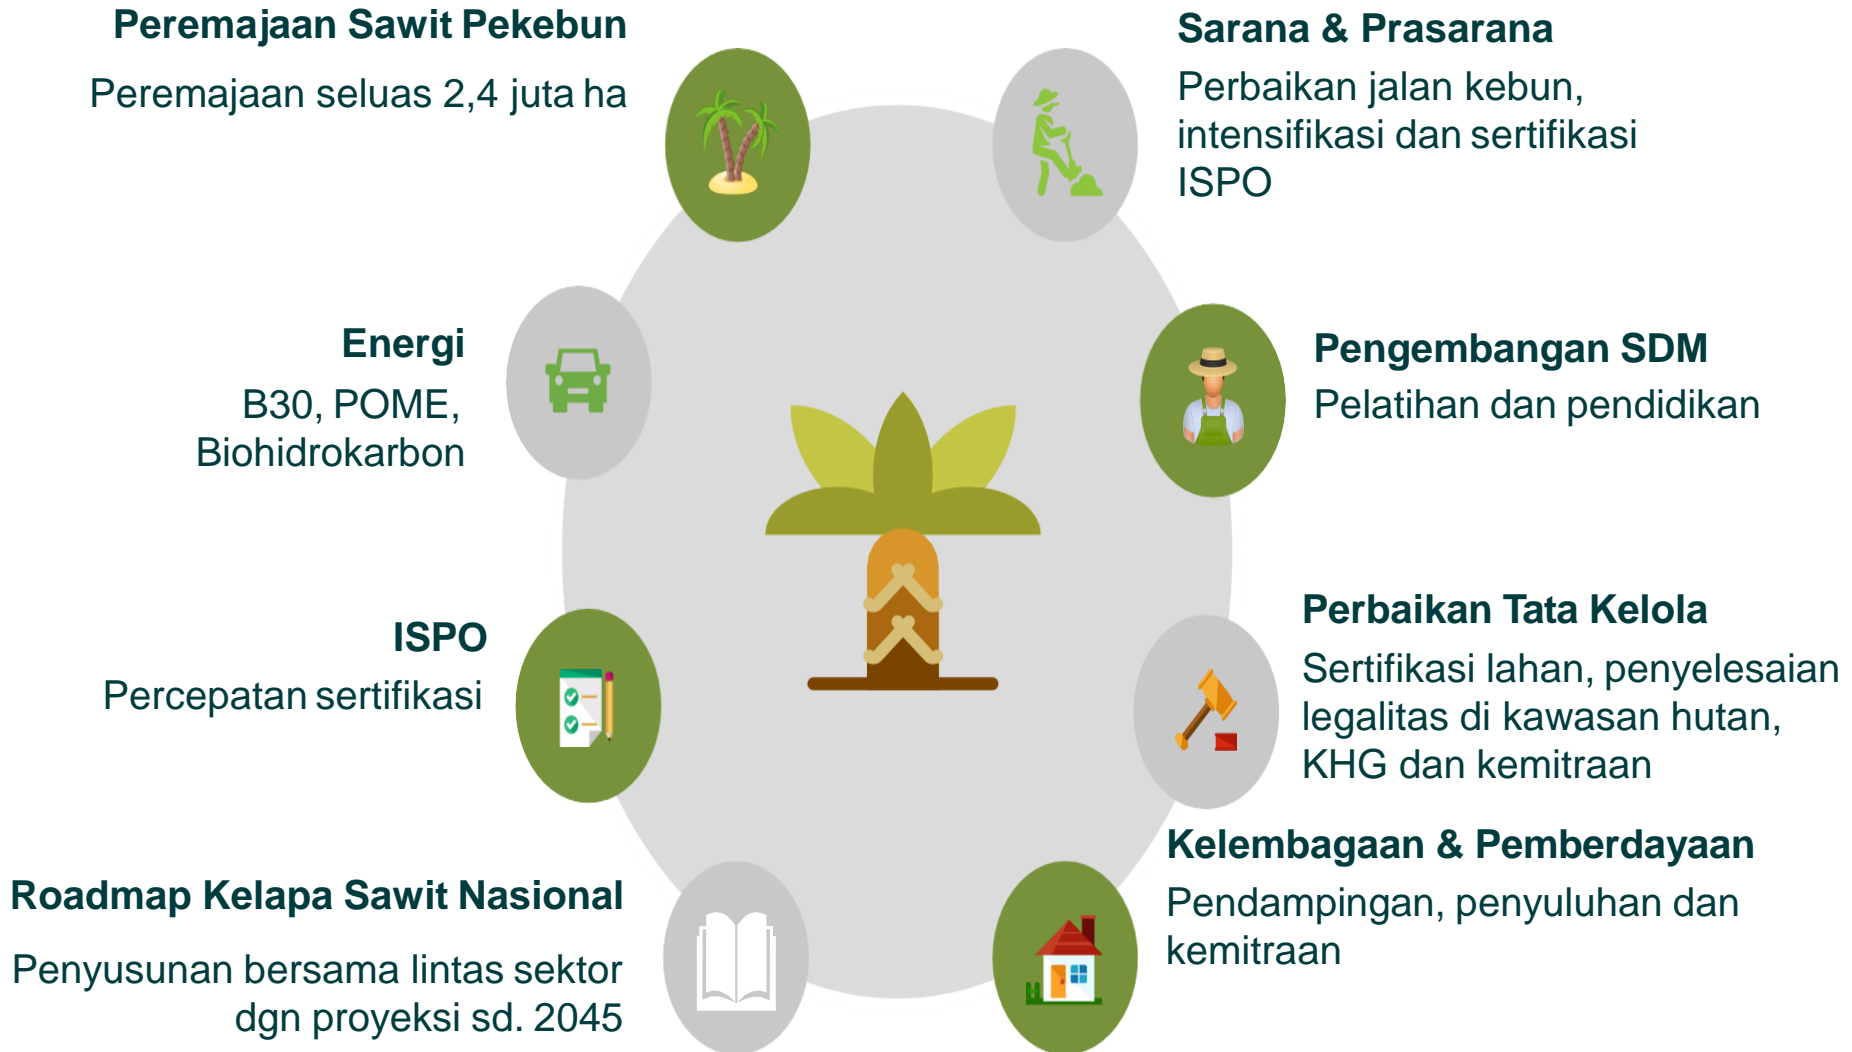 Peremajaan Sawit Pekebun
Peremajaan seluas 2,4 juta ha
Sarana & Prasarana
Perbaikan jalan kebun,
intensifikasi dan sertifikasi
ISPO
Energi
B30, POME,
Biohidrokarbon
Pengembangan SDM
Pelatihan dan pendidikan
ISPO
Percepatan sertifikasi
Perbaikan Tata Kelola
Sertifikasi lahan, penyelesaian
legalitas di kawasan hutan,
KHG dan kemitraan
Roadmap Kelapa Sawit Nasional
Penyusunan bersama lintas sektor
dgn proyeksi sd. 2045
Kelembagaan & Pemberdayaan
Pendampingan, penyuluhan dan
kemitraan